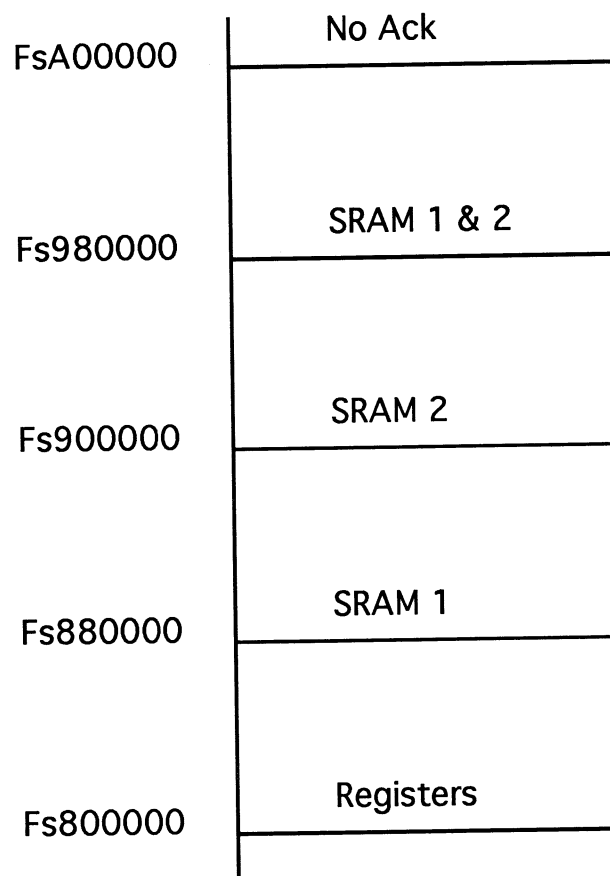 No Ack
FsA00000
SRAM 1 & 2
Fs980000
SRAM 2
Fs900000
SRAM 1
Fs880000
Registers
Fs800000